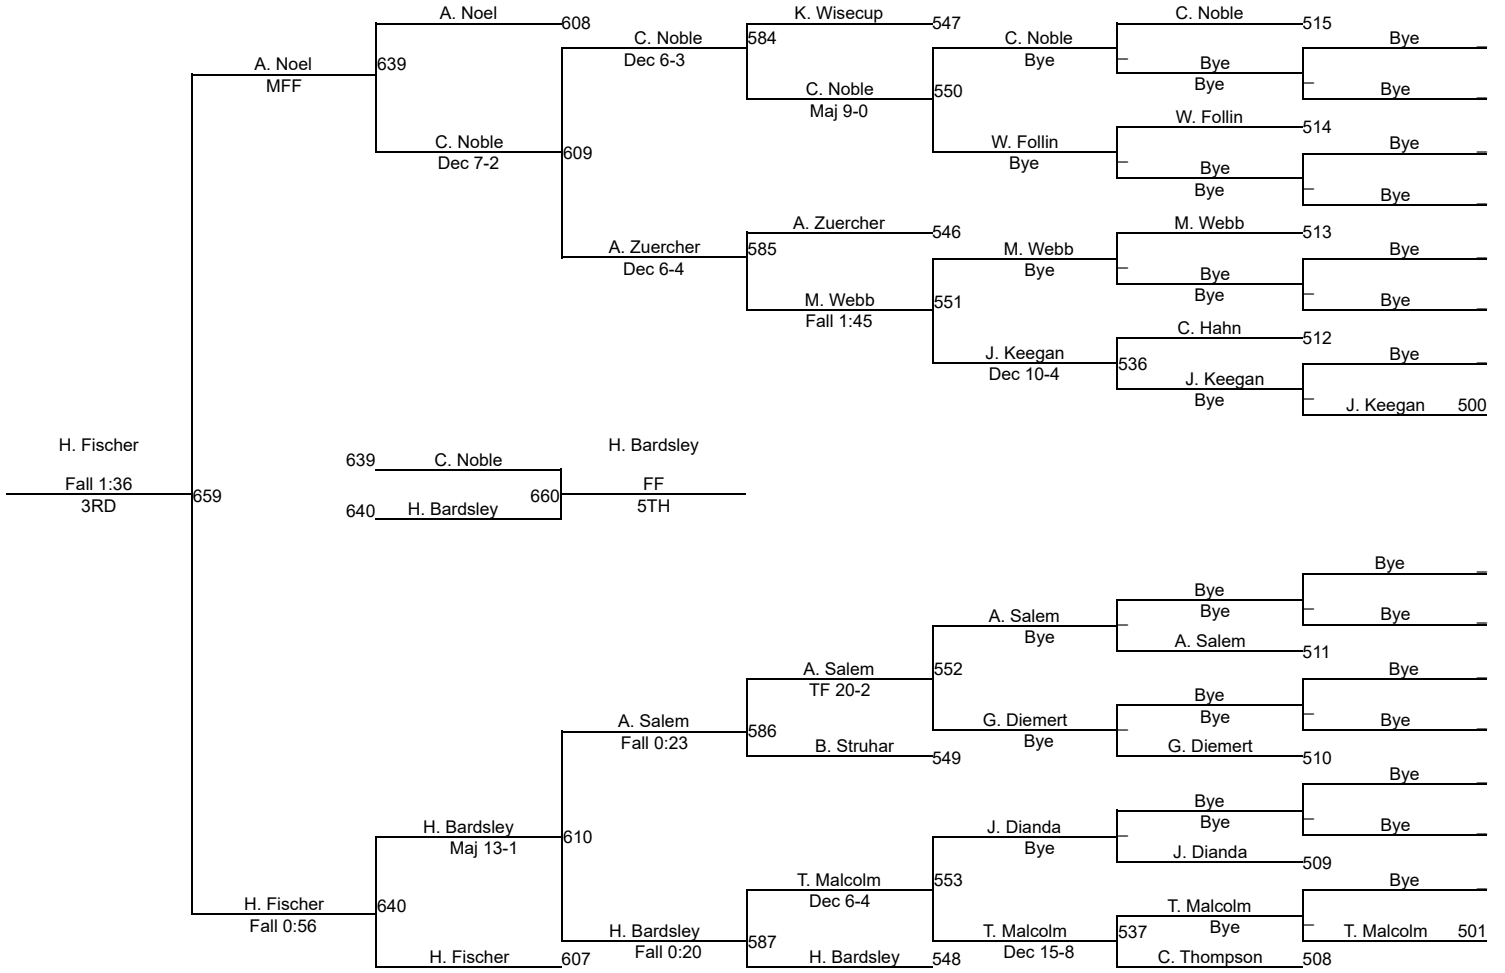 A. Noel 608 K. Wisecup 547 C. Noble 515
C. Noble 584 C. Noble Bye
A. Noel 639 Dec 6-3 Bye Bye
MFF C. Noble 550 Bye Bye
Maj 9-0 W. Follin 514
C. Noble 609 W. Follin Bye
Dec 7-2 Bye Bye
Bye Bye
A. Zuercher 546 M. Webb 513
A. Zuercher 585 M. Webb Bye
Dec 6-4 Bye Bye
M. Webb 551 Bye Bye
Fall 1:45 C. Hahn 512
J. Keegan 536 Bye
Dec 10-4 J. Keegan
Bye J. Keegan 500
H. Fischer H. Bardsley
639 C. Noble
Fall 1:36 659 660 FF
3RD 640 H. Bardsley 5TH
Bye
Bye
A. Salem Bye Bye
Bye A. Salem 511
A. Salem 552 Bye
TF 20-2 Bye
A. Salem 586 G. Diemert Bye Bye
Fall 0:23 B. Struhar 549 Bye G. Diemert 510
Bye
Bye
H. Bardsley 610 J. Dianda Bye Bye
Maj 13-1 Bye J. Dianda 509
T. Malcolm 553 Bye
H. Fischer 640 Dec 6-4 T. Malcolm
Fall 0:56 H. Bardsley 587 T. Malcolm 537 Bye T. Malcolm 501
H. Fischer 607 Fall 0:20 H. Bardsley 548 Dec 15-8 C. Thompson 508